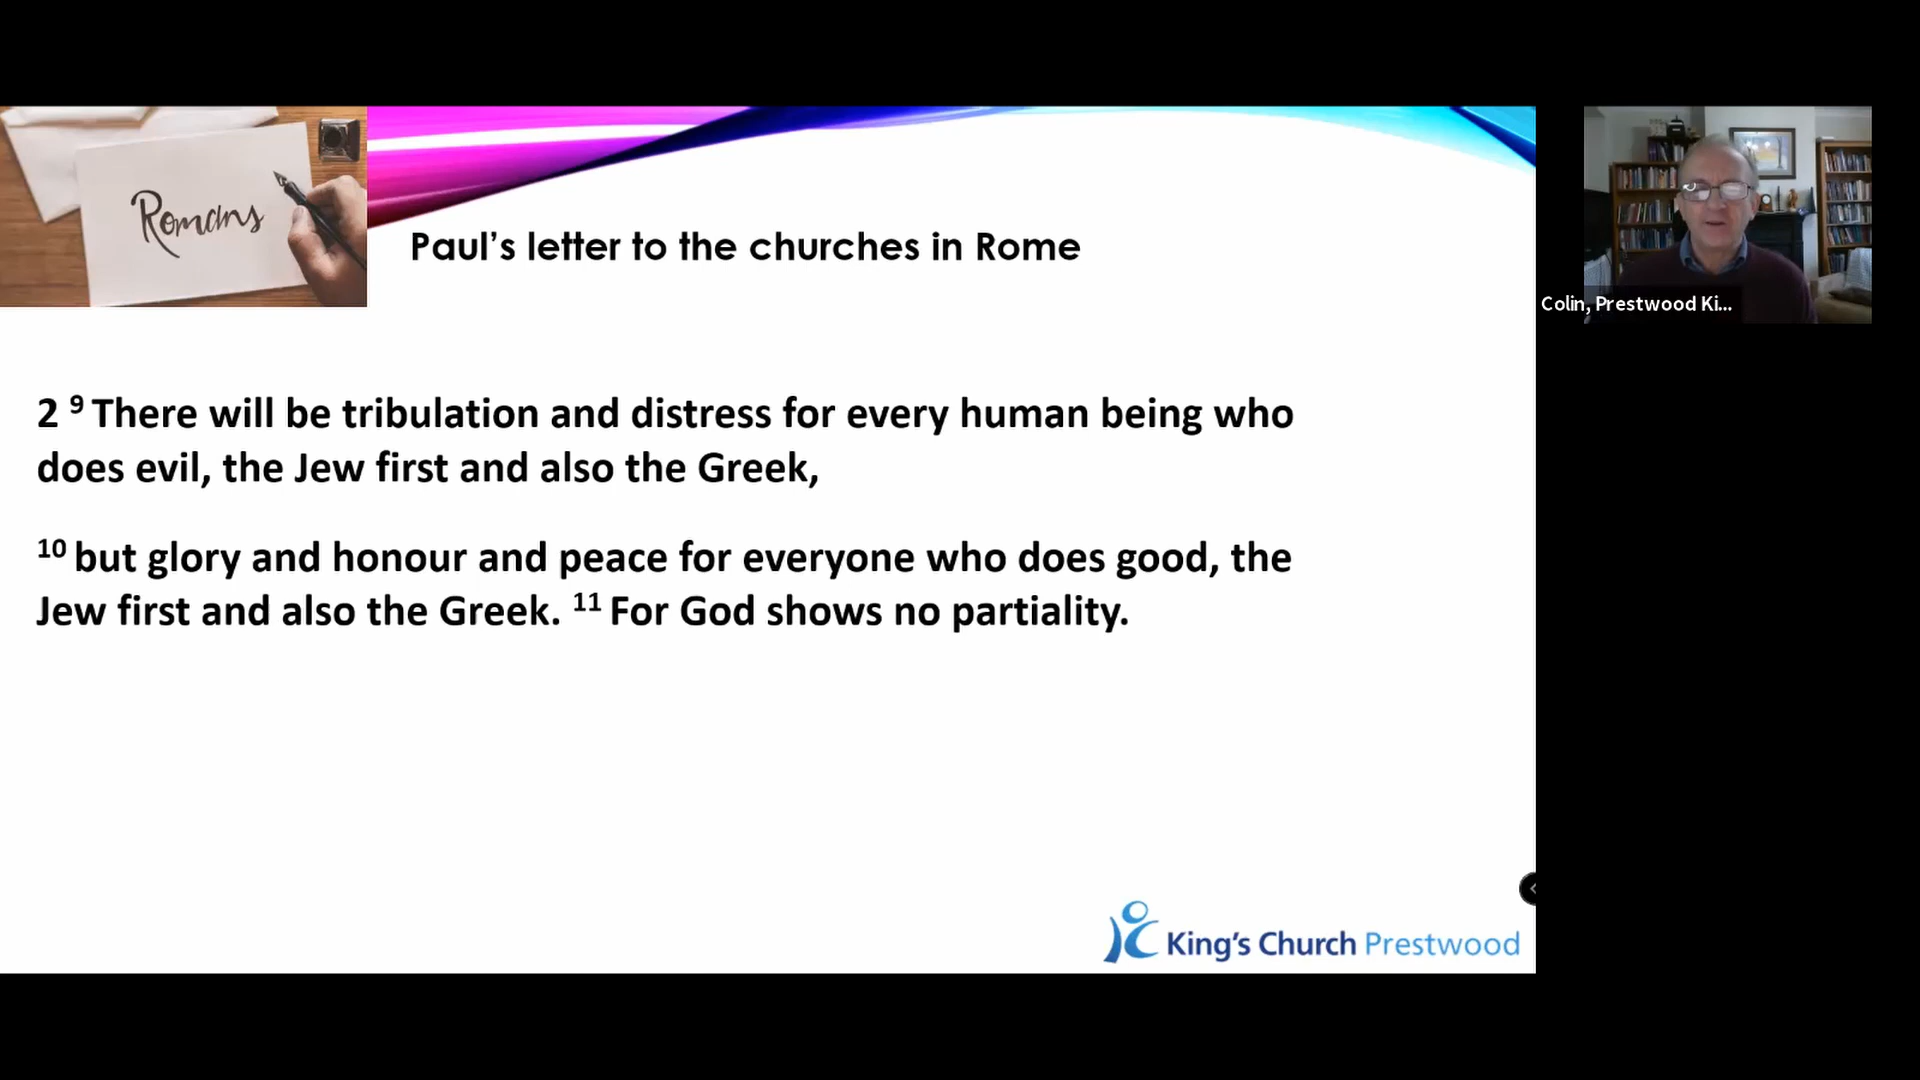 Romans
Paul’s letter to the churches in Rome
Colin, Prestwood Ki...
2 9 There will be tribulation and distress for every human being who
does evil, the Jew first and also the Greek,
10 but glory and honour and peace for everyone who does good, the
Jew first and also the Greek. 11 For God shows no partiality.
King’s Church Prestwood